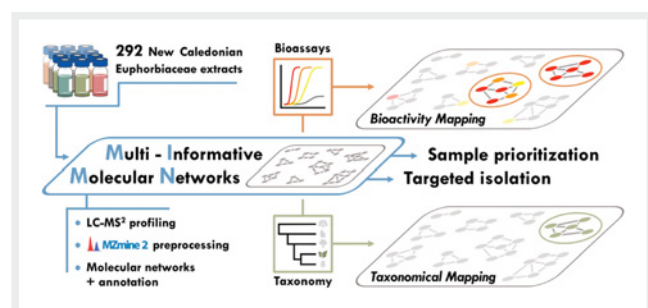 292 New Caledonian
Euphorbiaceae extracts
Bioassays
Bioactivity Mapping
Multi - Informative
Molecular Networks
Sample prioritization
Targeted isolation
• LC-MS² profiling
• MZmine 2 preprocessing
• Molecular networks
+ annotation
Taxonomy
Taxonomical Mapping